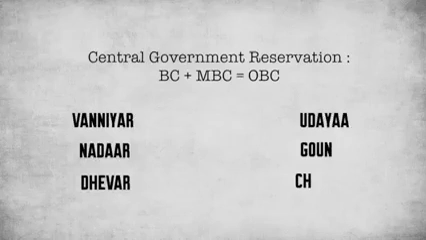 Central Government Reservation :
BC + MBC = OBC
VANNIYAR
NADAAR
DHEVAR
UDAYAA
GOUN
CH